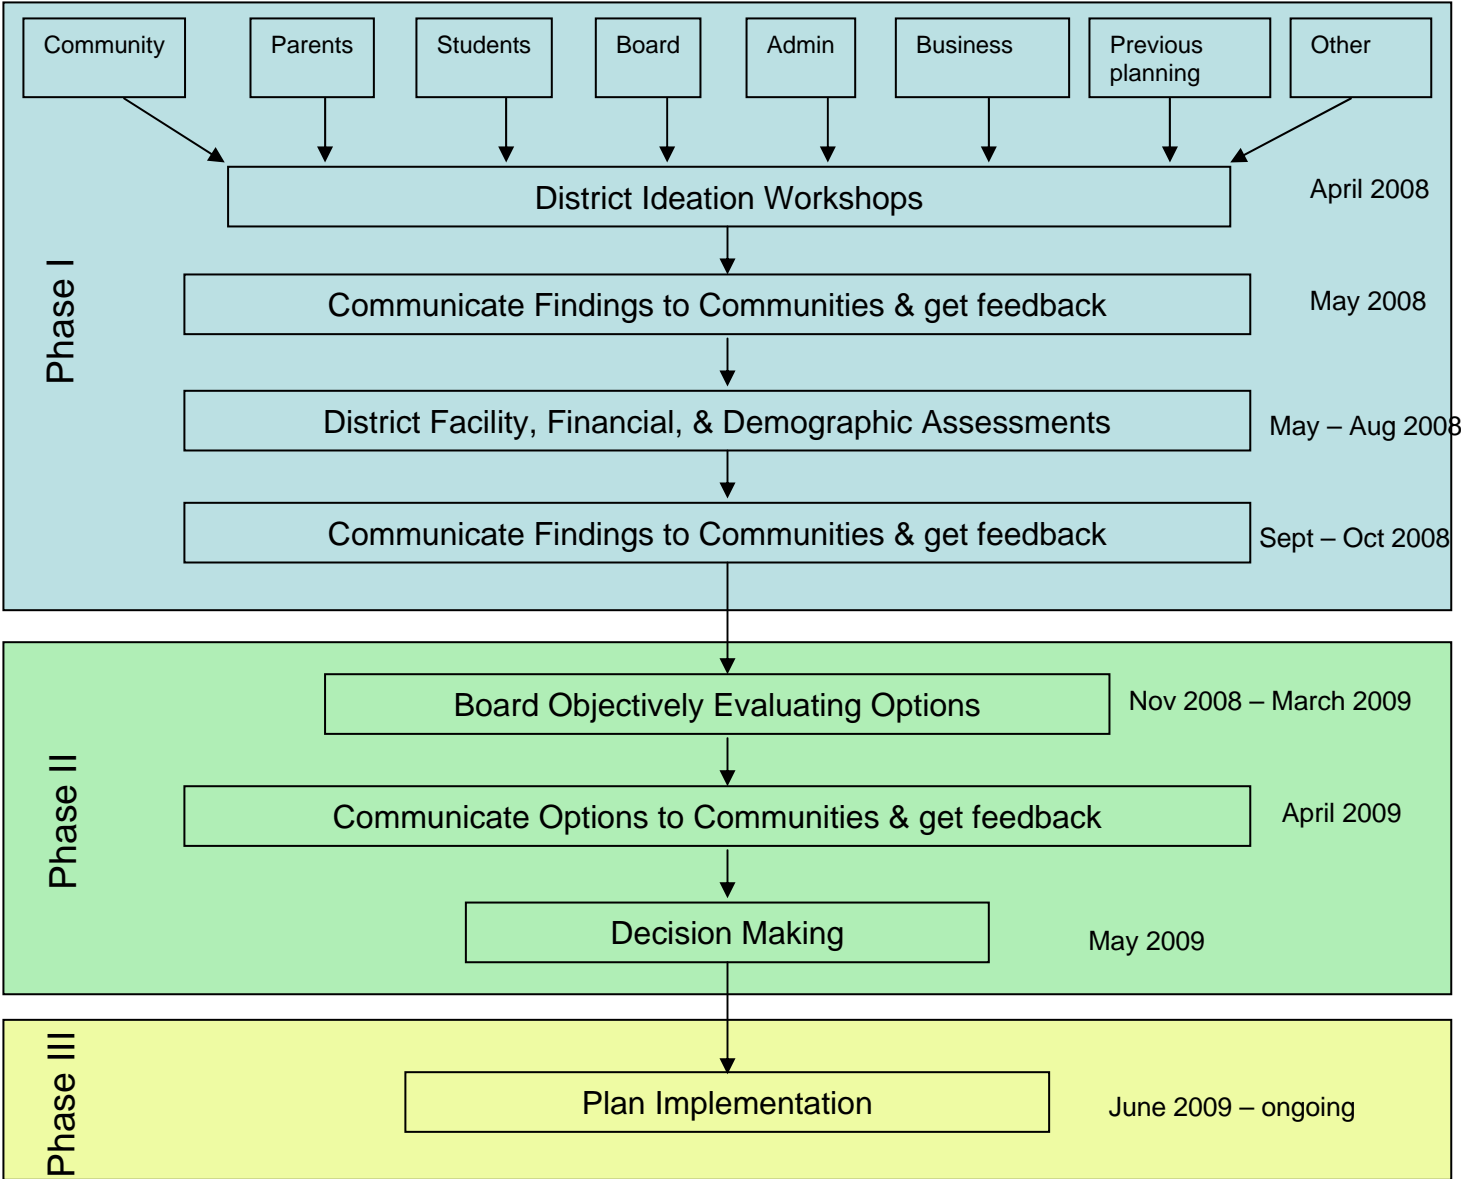 Community
Parents
Students
Board
Admin
Business
Previous
planning
Other
District Ideation Workshops
April 2008
Phase I
Communicate Findings to Communities & get feedback
May 2008
District Facility, Financial, & Demographic Assessments
May – Aug 2008
Communicate Findings to Communities & get feedback
Sept – Oct 2008
Phase II
Board Objectively Evaluating Options
Nov 2008 – March 2009
Communicate Options to Communities & get feedback
April 2009
Decision Making
May 2009
Phase III
Plan Implementation
June 2009 – ongoing